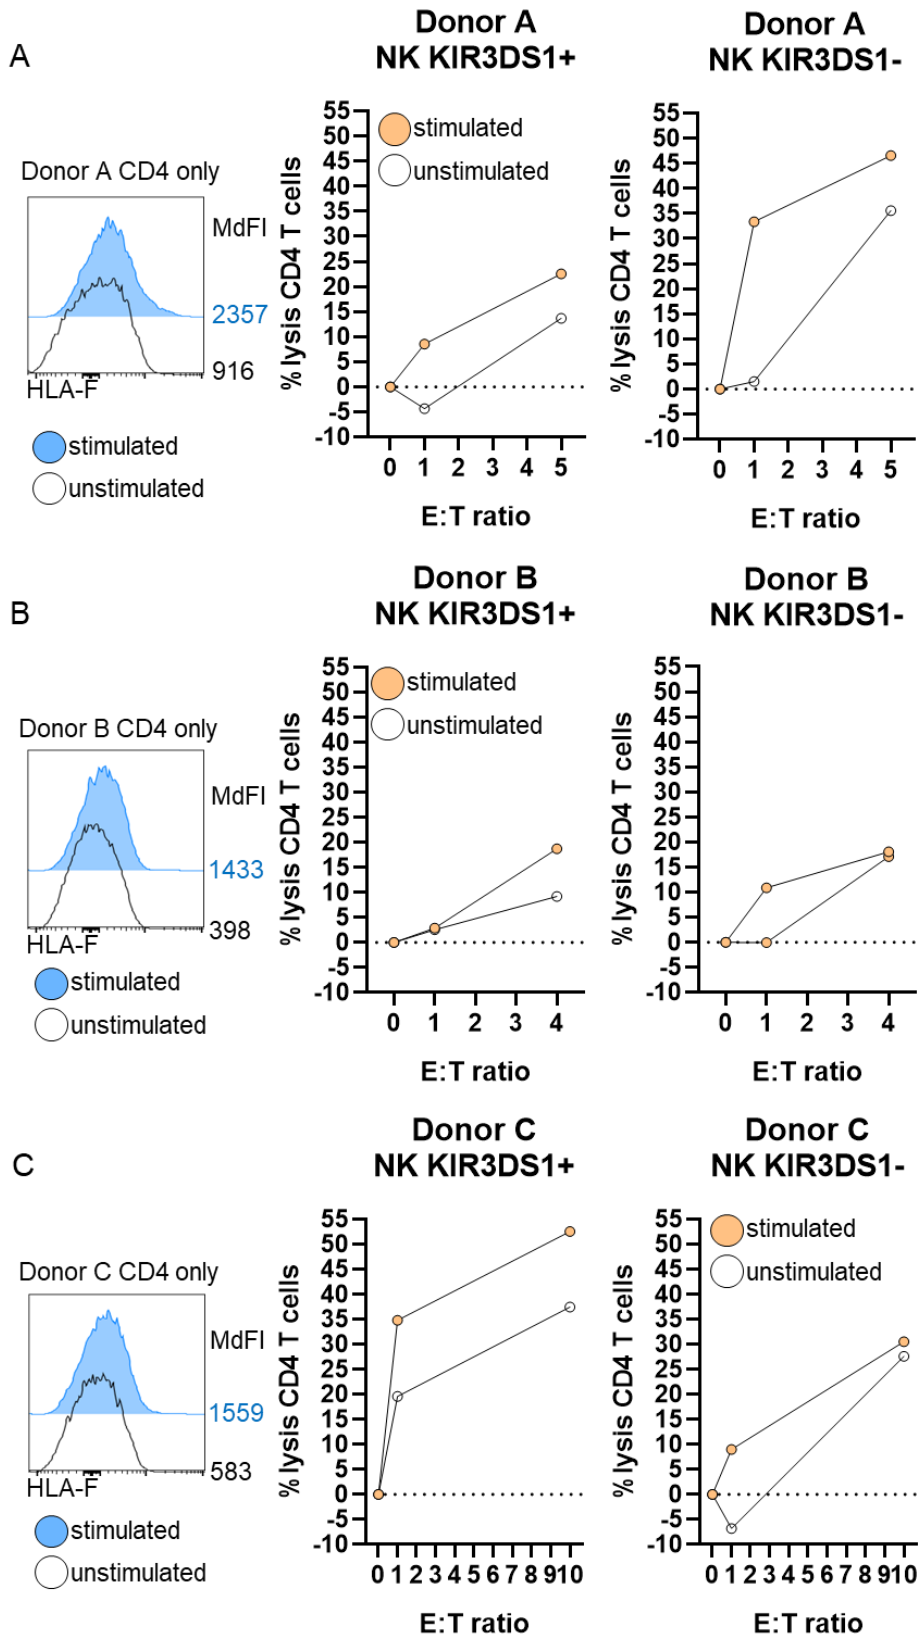 A
Donor A
NK KIR3DS1+
Donor A
NK KIR3DS1-
Donor A CD4 only
MdFI
2357
916
HLA-F
stimulated
unstimulated
% lysis CD4 T cells
55
50
45
40
35
30
25
20
15
10
5
0
-5
-10
stimulated
unstimulated
0 1 2 3 4 5
E:T ratio
% lysis CD4 T cells
55
50
45
40
35
30
25
20
15
10
5
0
-5
-10
0 1 2 3 4 5
E:T ratio
B
Donor B
NK KIR3DS1+
Donor B
NK KIR3DS1-
Donor B CD4 only
MdFI
1433
398
HLA-F
stimulated
unstimulated
% lysis CD4 T cells
55
50
45
40
35
30
25
20
15
10
5
0
-5
-10
stimulated
unstimulated
0 1 2 3 4
E:T ratio
% lysis CD4 T cells
55
50
45
40
35
30
25
20
15
10
5
0
-5
-10
0 1 2 3 4
E:T ratio
C
Donor C
NK KIR3DS1+
Donor C
NK KIR3DS1-
Donor C CD4 only
MdFI
1559
583
HLA-F
stimulated
unstimulated
% lysis CD4 T cells
55
50
45
40
35
30
25
20
15
10
5
0
-5
-10
0 1 2 3 4 5 6 7 8 9 10
E:T ratio
% lysis CD4 T cells
55
50
45
40
35
30
25
20
15
10
5
0
-5
-10
stimulated
unstimulated
0 1 2 3 4 5 6 7 8 9 10
E:T ratio